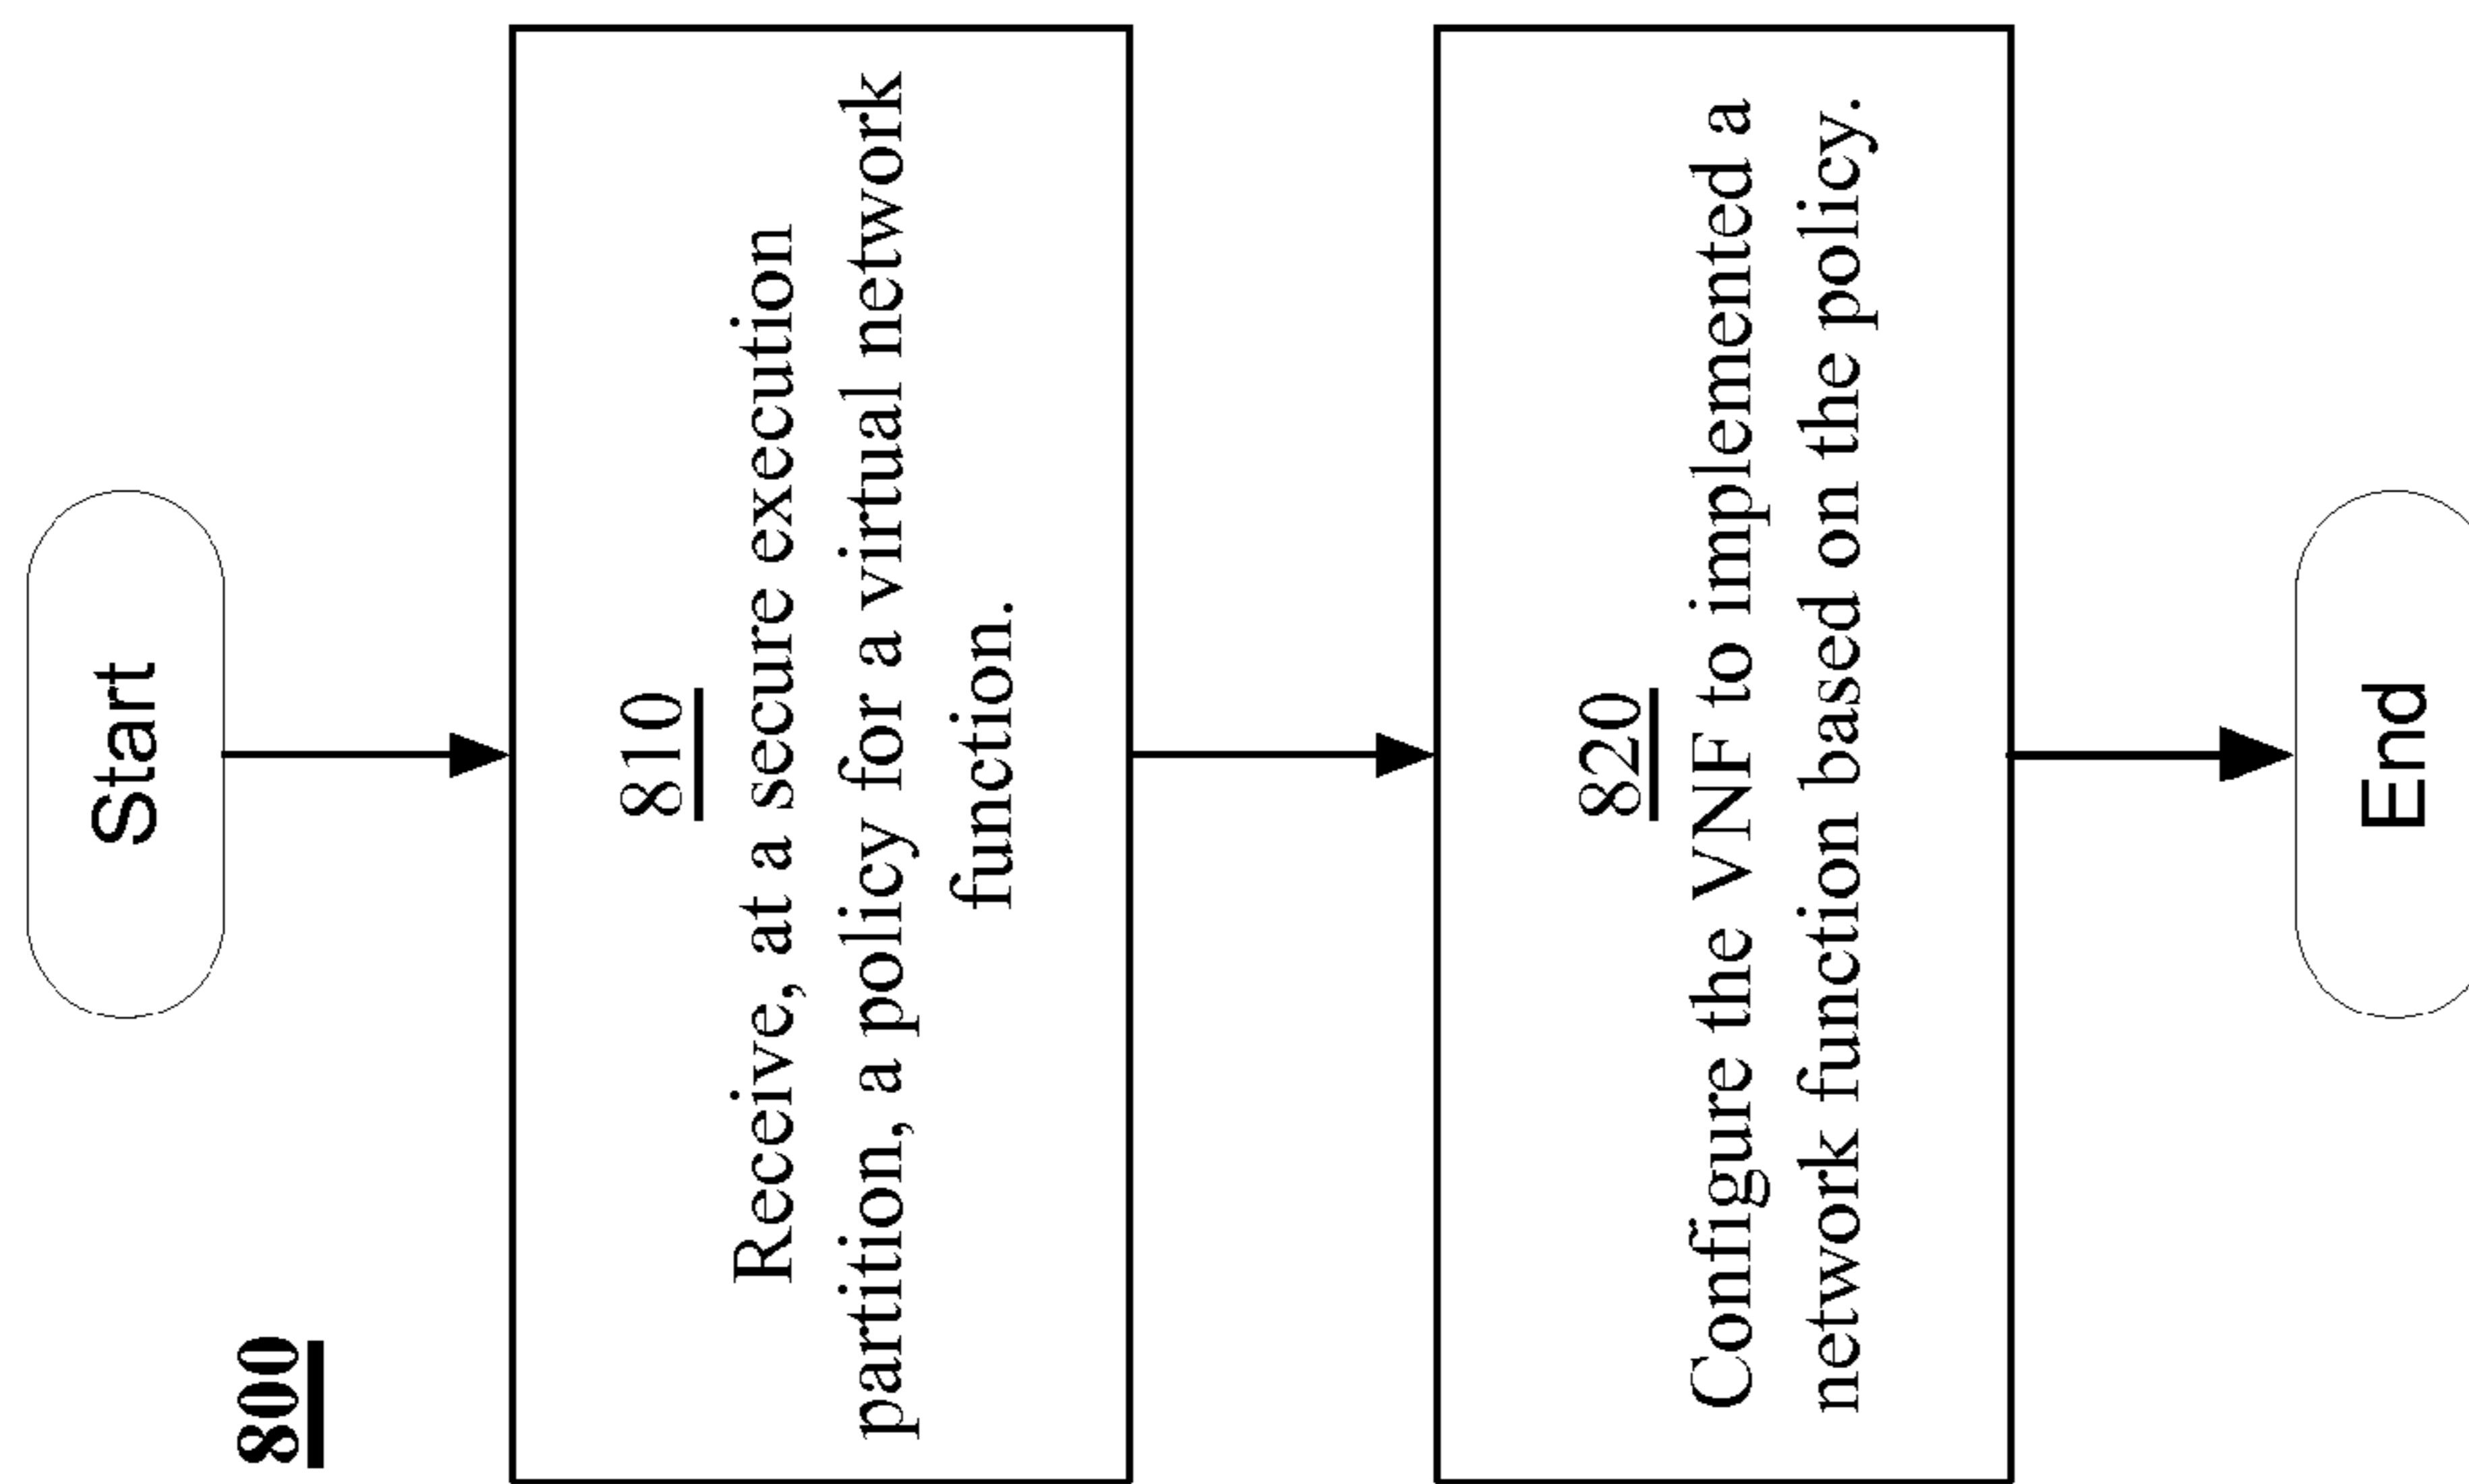 800
Start
810
Receive, at a secure execution
partition, a policy for a virtual network
function.
820
Configure the VNF to implemented a
network function based on the policy.
End